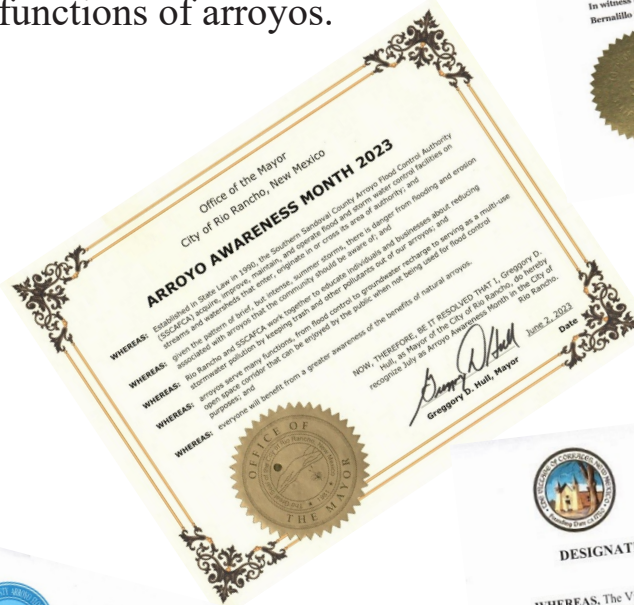 functions of arroyos.
In witness
Bernalillo
Office of the Mayor
City of Rio Rancho, New Mexico
ARROYO AWARENESS MONTH 2023
WHEREAS: Established in State Law in 1990, the Southern Sandoval County Arroyo Flood Control Authority
(SSCAFCA) acquire, improve, maintain, and operate flood and storm water control facilities on
streams and watersheds that enter, originate in or cross its area of authority; and
WHEREAS: given the pattern of brief, but intense, summer storms, there is danger from flooding and erosion
associated with arroyos that the community should be aware of; and
WHEREAS: Rio Rancho and SSCAFCA work together to educate individuals and businesses about reducing
stormwater pollution by keeping trash and other pollutants out of our arroyos; and
WHEREAS: arroyos serve many functions, from flood control to groundwater recharge to serving as a multi-use
open space corridor that can be enjoyed by the public when not being used for flood control
purposes; and
WHEREAS: everyone will benefit from a greater awareness of the benefits of natural arroyos.
NOW, THEREFORE, BE IT RESOLVED THAT I, Greggory D.
Hull, as Mayor of the City of Rio Rancho, do hereby
recognize July as Arroyo Awareness Month in the City of
Rio Rancho.
June 2, 2023
Date
Greggory D. Hull, Mayor
OFFICE OF
THE MAYOR
THE VILLAGE OF CORRALES, NEW MEXICO
DESIGNAT
WHEREAS, The V